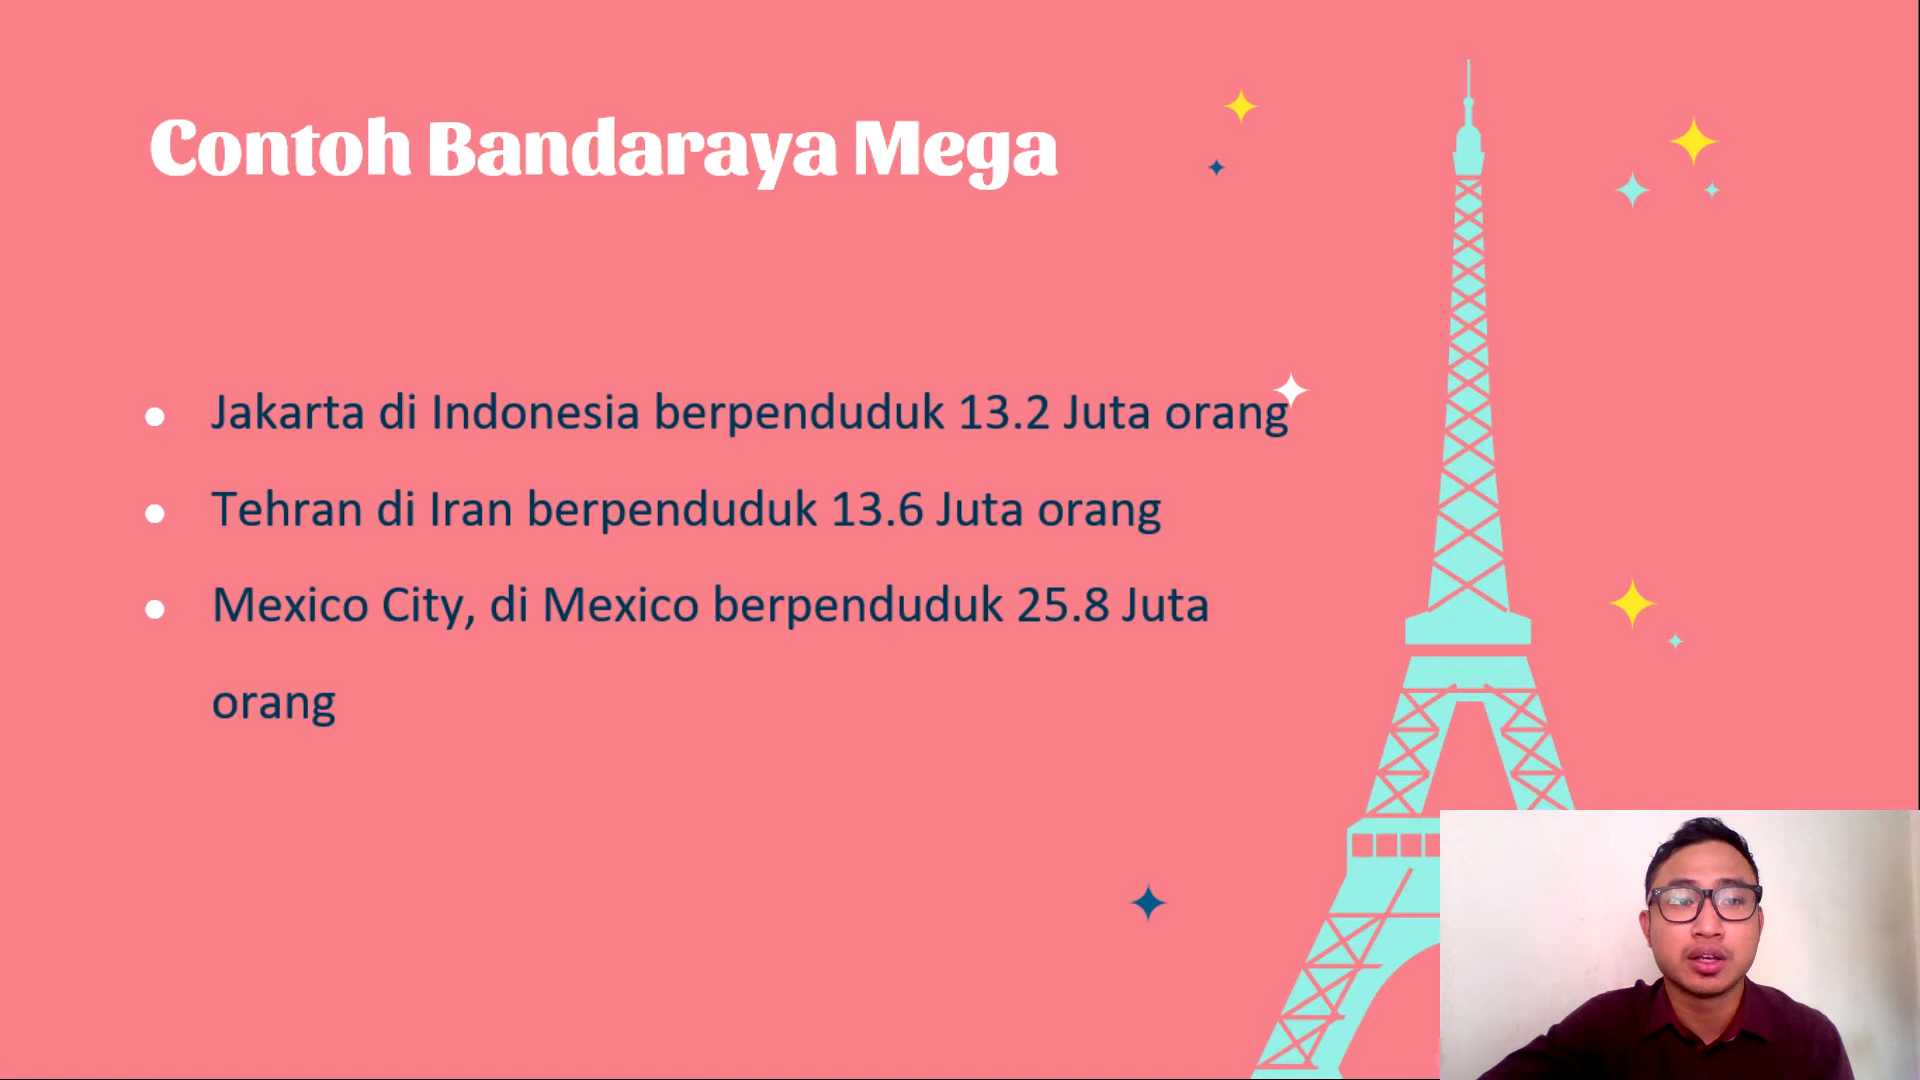 Contoh Bandaraya Mega
Jakarta di Indonesia berpenduduk 13.2 Juta orang
Tehran di Iran berpenduduk 13.6 Juta orang
Mexico City, di Mexico berpenduduk 25.8 Juta
orang